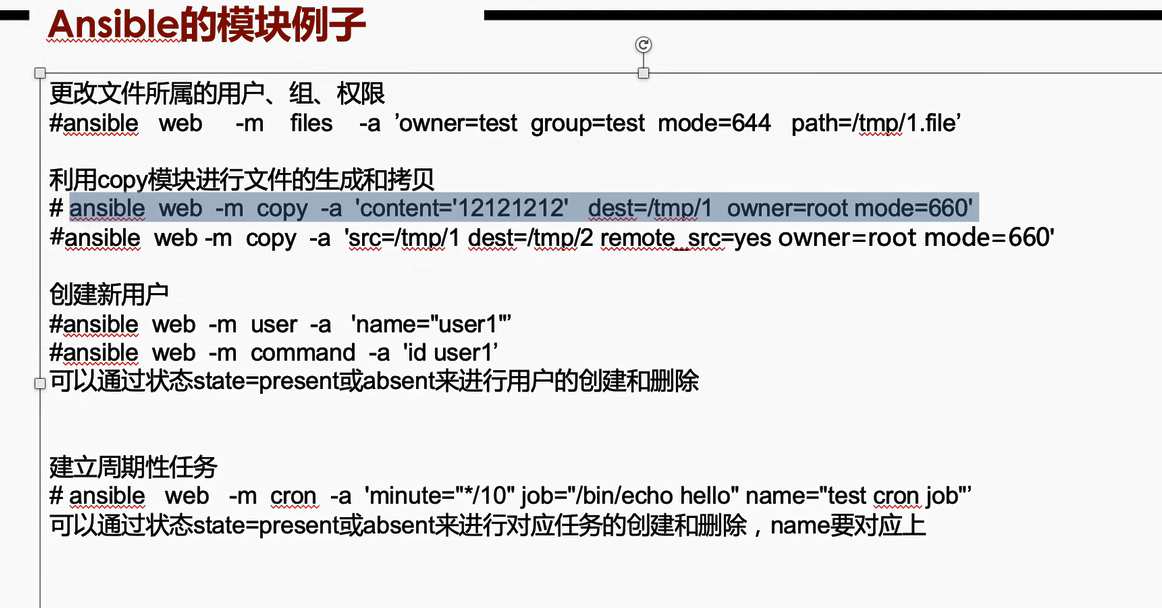 Ansible的模块例子
更改文件所属的用户、组、权限
#ansible web -m files -a ’owner=test group=test mode=644 path=/tmp/1.file’
利用copy模块进行文件的生成和拷贝
# ansible web -m copy -a 'content='12121212' dest=/tmp/1 owner=root mode=660'
#ansible web -m copy -a 'src=/tmp/1 dest=/tmp/2 remote_src=yes owner=root mode=660'
创建新用户
#ansible web -m user -a 'name="user1"’
#ansible web -m command -a 'id user1’
可以通过状态state=present或absent来进行用户的创建和删除
建立周期性任务
# ansible web -m cron -a 'minute="*/10" job="/bin/echo hello" name="test cron job"’
可以通过状态state=present或absent来进行对应任务的创建和删除，name要对应上